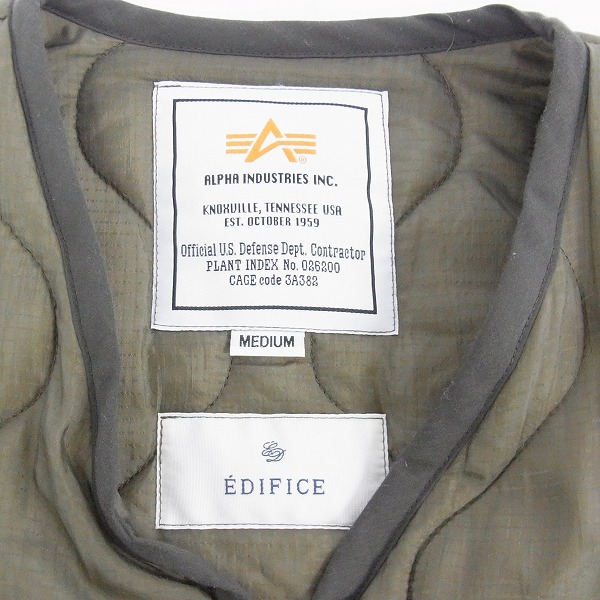 ®
ALPHA INDUSTRIES INC.
KNOXVILLE, TENNESSEE USA
EST. OCTOBER 1959
Official U.S. Defense Dept. Contractor
PLANT INDEX No. 026200
CAGE code 3A382
MEDIUM
ÉDIFICE